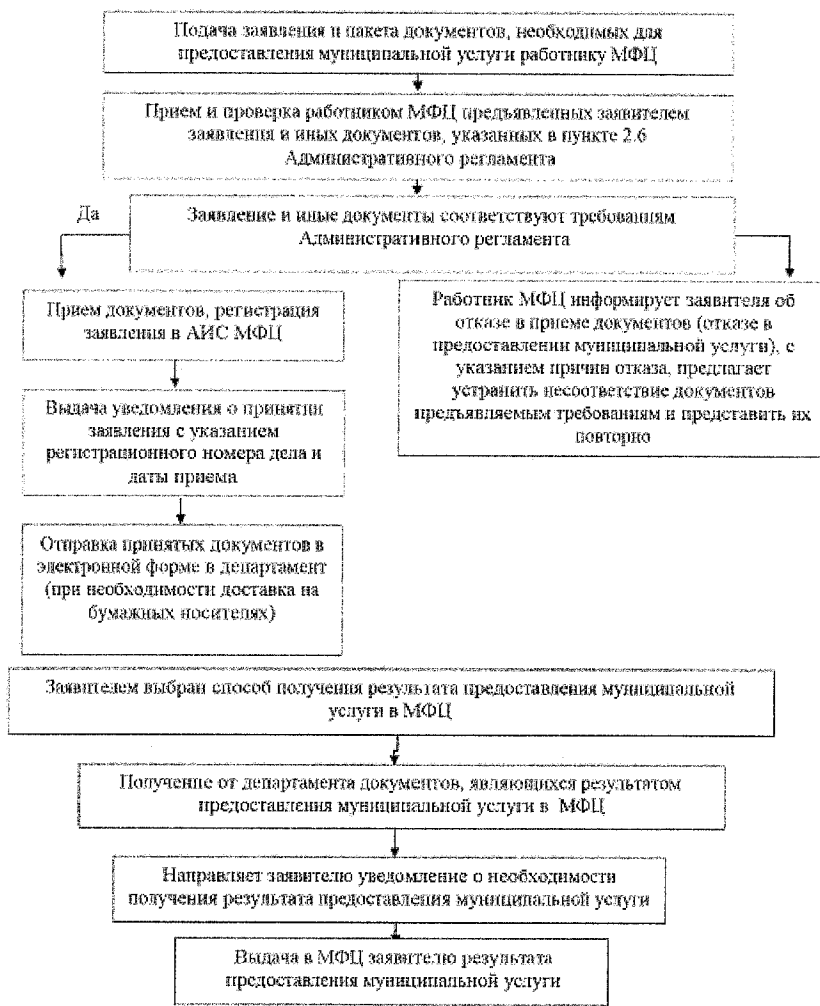 Подача заявления и пакета документов, необходимых для
предоставления муниципальной услуги работнику МФЦ
Прием и проверка работником МФЦ предъявленных заявителем
заявления и иных документов, указанных в пункте 2.6
Административного регламента
Да
Заявление и иные документы соответствуют требованиям
Административного регламента
Прием документов, регистрация
заявления в АИС МФЦ
Выдача уведомления о принятии
заявления с указанием
регистрационного номера дела и
даты приема
Отправка принятых документов в
электронной форме в департамент
(при необходимости доставка на
бумажных носителях)
Работник МФЦ информирует заявителя об
отказе в приеме документов (отказе в
предоставлении муниципальной услуги), с
указанием причин отказа, предлагает
устранить несоответствие документов
предъявляемым требованиям и представить их
повторно
Заявителем выбран способ получения результата предоставления муниципальной
услуги в МФЦ
Получение от департамента документов, являющихся результатом
предоставления муниципальной услуги в МФЦ
Направляет заявителю уведомление о необходимости
получения результата предоставления муниципальной услуги
Выдача в МФЦ заявителю результата
предоставления муниципальной услуги